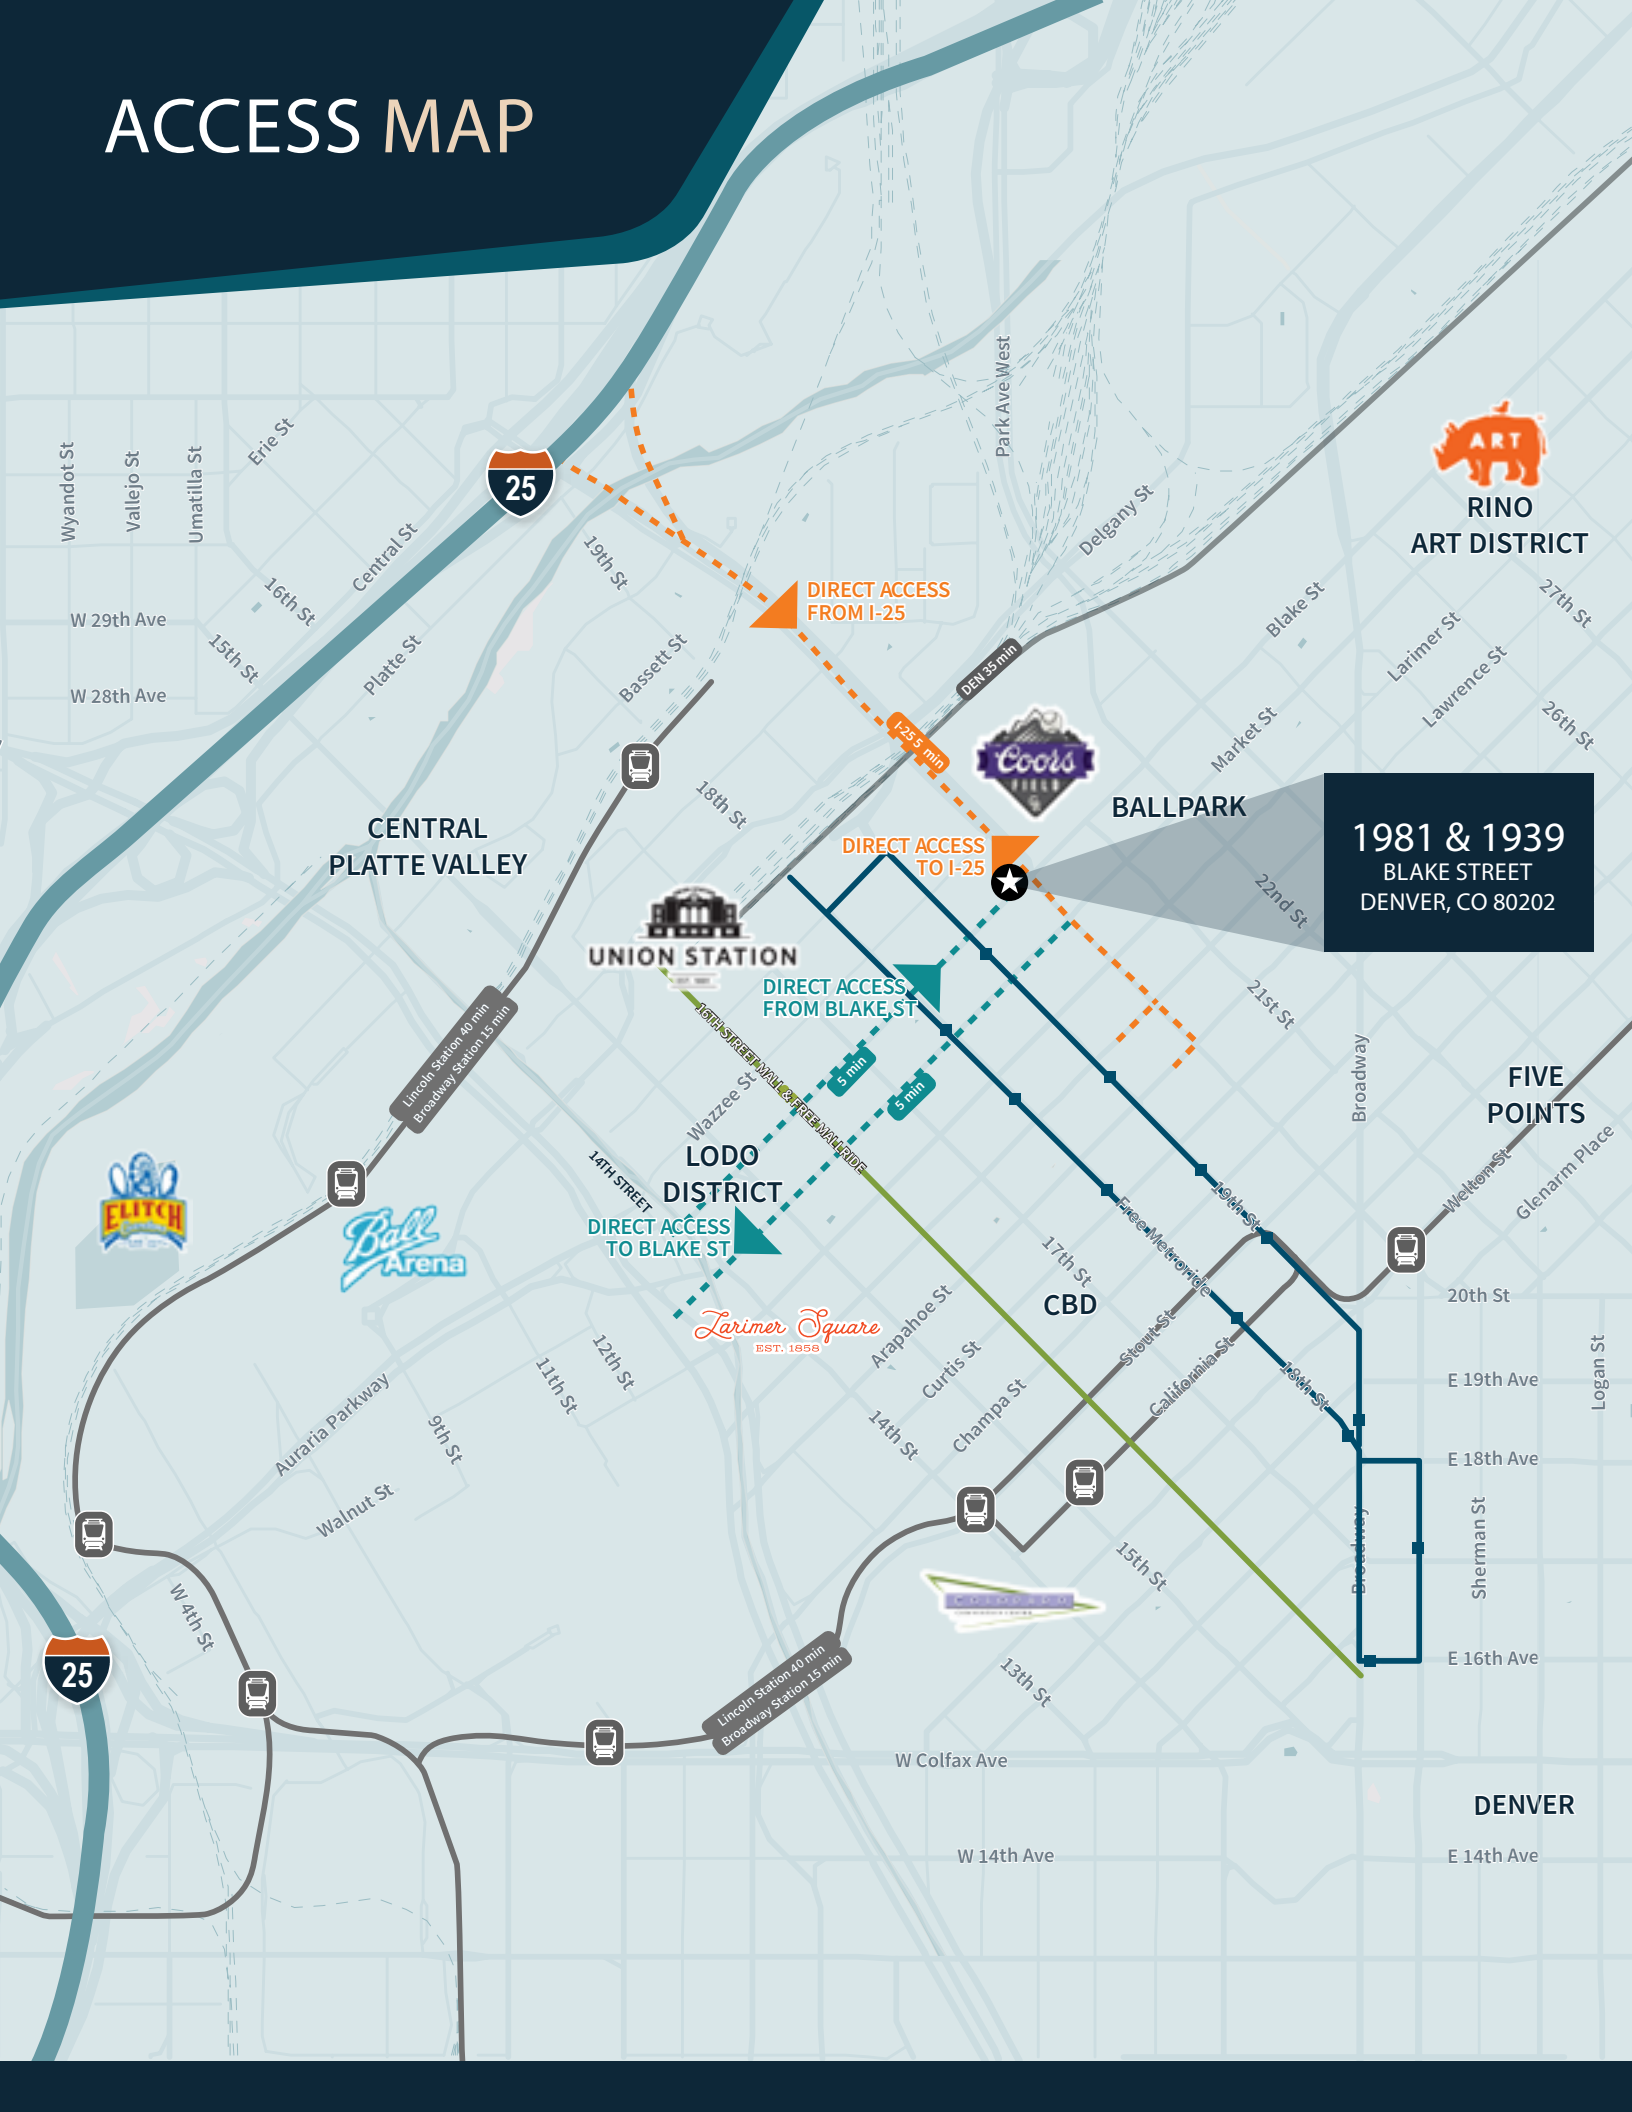 ACCESS MAP
Park Ave West
ART
RINO
ART DISTRICT
Wyandot St
Vallejo St
Umatilla St
Erie St
25
Central St
19th St
Delgany St
DIRECT ACCESS
FROM I-25
16th St
W 29th Ave
15th St
Platte St
Bassett St
W 28th Ave
DEN 35 min
Blake St
27th St
Larimer St
Lawrence St
26th St
Market St
I-25 5 min
Coors
FIELD
BALLPARK
18th St
CENTRAL
PLATTE VALLEY
DIRECT ACCESS
TO I-25
1981 & 1939
BLAKE STREET
DENVER, CO 80202
22nd St
UNION STATION
DIRECT ACCESS
FROM BLAKE ST
21st St
Lincoln Station 40 min
Broadway Station 15 min
16TH STREET MALL & FREE MALLRIDE
5 min
5 min
Wazzee St
Broadway
FIVE
POINTS
LODO
DISTRICT
14TH STREET
DIRECT ACCESS
TO BLAKE ST
ELITCH
Ball
Arena
Free Metroride
19th St
Welton St
Glenarm Place
17th St
CBD
20th St
Larimer Square
EST. 1858
Arapahoe St
Curtis St
Champa St
Stout St
California St
18th St
E 19th Ave
Logan St
12th St
11th St
Auraria Parkway
9th St
14th St
E 18th Ave
Walnut St
15th St
Broadway
Sherman St
W 4th St
25
13th St
E 16th Ave
Lincoln Station 40 min
Broadway Station 15 min
W Colfax Ave
DENVER
W 14th Ave
E 14th Ave